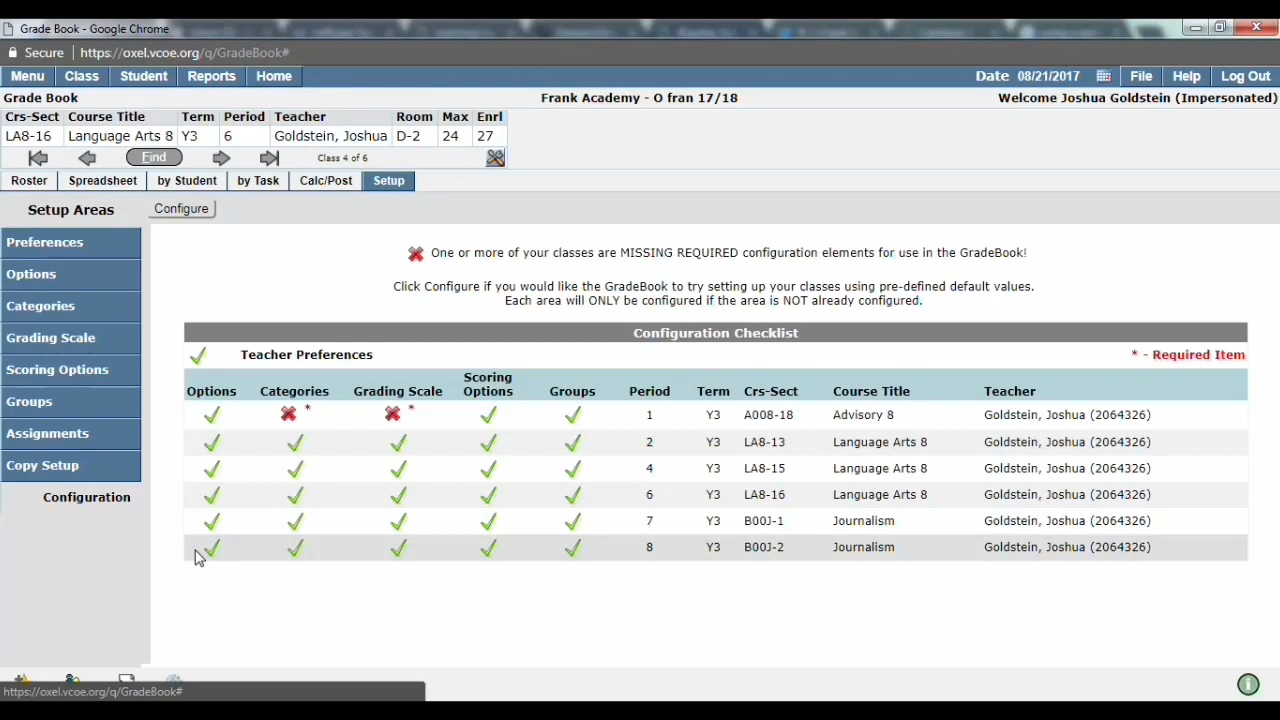 Grade Book - Google Chrome
Secure | https://oxel.vcoe.org/q/GradeBook#
Menu Class Student Reports Home Date 08/21/2017 File Help Log Out
Grade Book Frank Academy - O fran 17/18 Welcome Joshua Goldstein (Impersonated)
Crs-Sect Course Title Term Period Teacher Room Max Enrl
LA8-16 Language Arts 8 Y3 6 Goldstein, Joshua D-2 24 27
Find Class 4 of 6
Roster Spreadsheet by Student by Task Calc/Post Setup
Setup Areas Configure
Preferences
Options
Categories
Grading Scale
Scoring Options
Groups
Assignments
Copy Setup
Configuration
One or more of your classes are MISSING REQUIRED configuration elements for use in the GradeBook!
Click Configure if you would like the GradeBook to try setting up your classes using pre-defined default values.
Each area will ONLY be configured if the area is NOT already configured.
Configuration Checklist
Teacher Preferences * - Required Item
Options Categories Grading Scale Scoring Options Groups Period Term Crs-Sect Course Title Teacher
* * 1 Y3 A008-18 Advisory 8 Goldstein, Joshua (2064326)
2 Y3 LA8-13 Language Arts 8 Goldstein, Joshua (2064326)
4 Y3 LA8-15 Language Arts 8 Goldstein, Joshua (2064326)
6 Y3 LA8-16 Language Arts 8 Goldstein, Joshua (2064326)
7 Y3 B00J-1 Journalism Goldstein, Joshua (2064326)
8 Y3 B00J-2 Journalism Goldstein, Joshua (2064326)
https://oxel.vcoe.org/q/GradeBook#